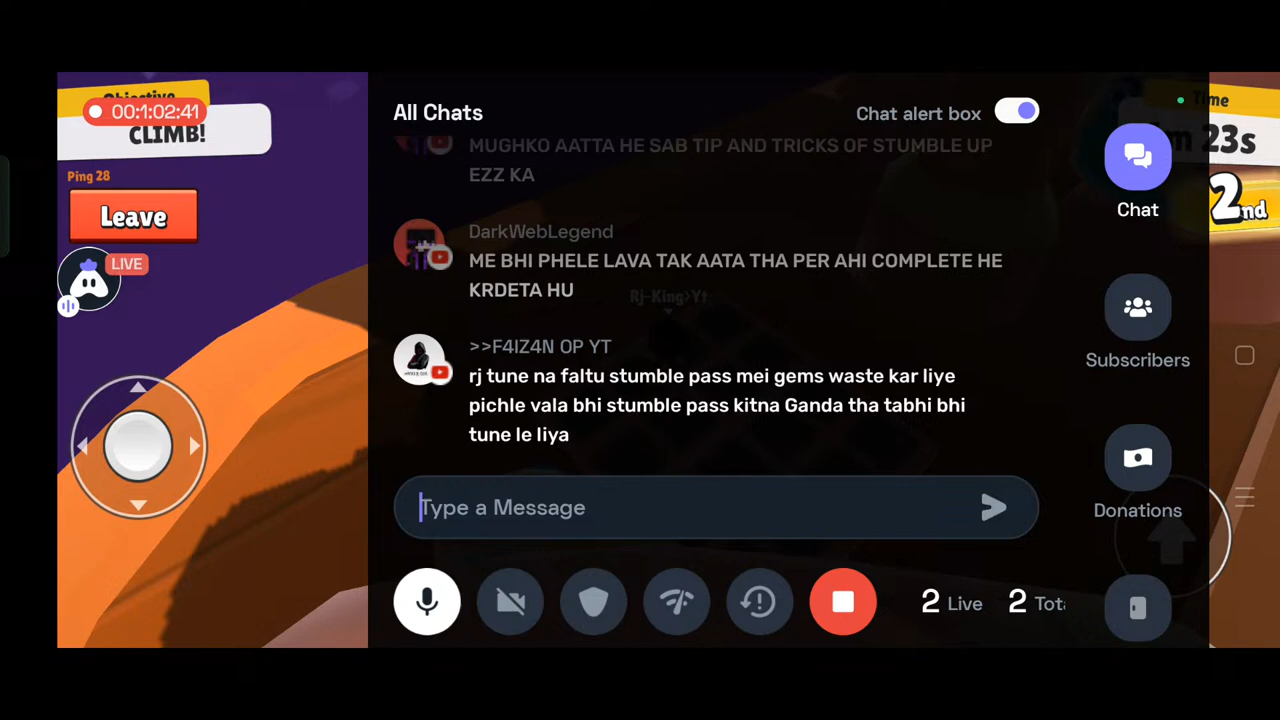 Objective
00:1:02:41
CLIMB!
Ping 28
Leave
LIVE
All Chats
Chat alert box
MUGHKO AATTA HE SAB TIP AND TRICKS OF STUMBLE UP
EZZ KA
DarkWebLegend
ME BHI PHELE LAVA TAK AATA THA PER AHI COMPLETE HE
KRDETA HU
Rj-King>Yt
>>F4IZ4N OP YT
rj tune na faltu stumble pass mei gems waste kar liye
pichle vala bhi stumble pass kitna Ganda tha tabhi bhi
tune le liya
Type a Message
2 Live 2
Time
23s
2nd
Chat
Subscribers
Donations